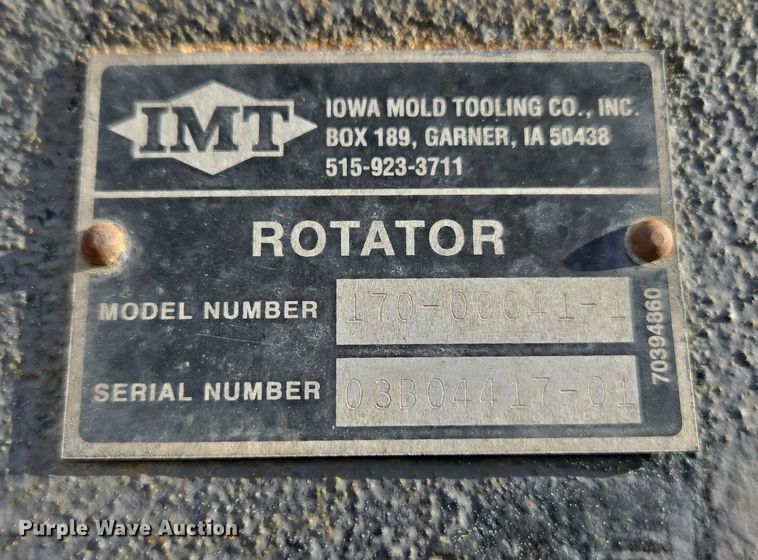 IMT
IOWA MOLD TOOLING CO., INC.
BOX 189, GARNER, IA 50438
515-923-3711
ROTATOR
MODEL NUMBER 170-00041-1
SERIAL NUMBER 03B04417-01
70394860
Purple Wave Auction